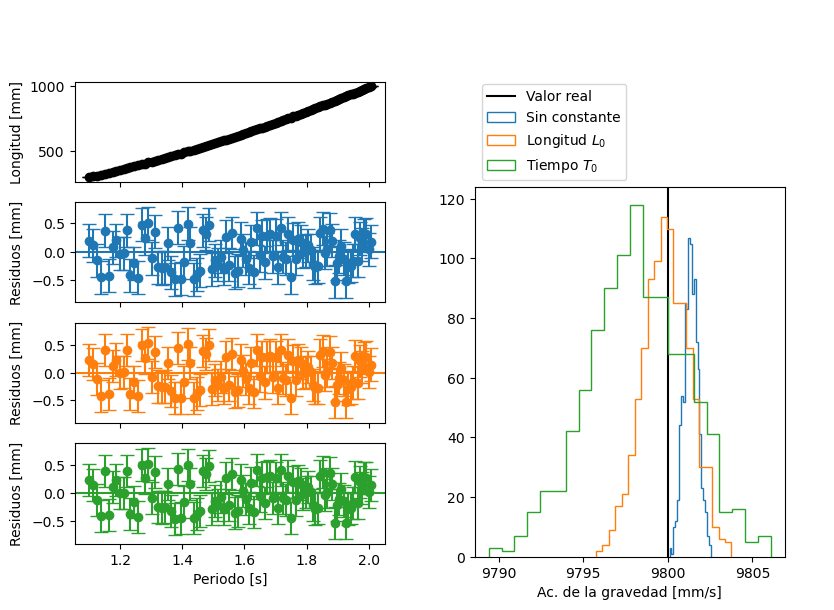 1000
500
Longitud [mm]
0.5
0.0
−0.5
Residuos [mm]
0.5
0.0
−0.5
Residuos [mm]
0.5
0.0
−0.5
Residuos [mm]
1.2 1.4 1.6 1.8 2.0
Periodo [s]
Valor real
Sin constante
Longitud L₀
Tiempo T₀
120
100
80
60
40
20
0
9790 9795 9800 9805
Ac. de la gravedad [mm/s]